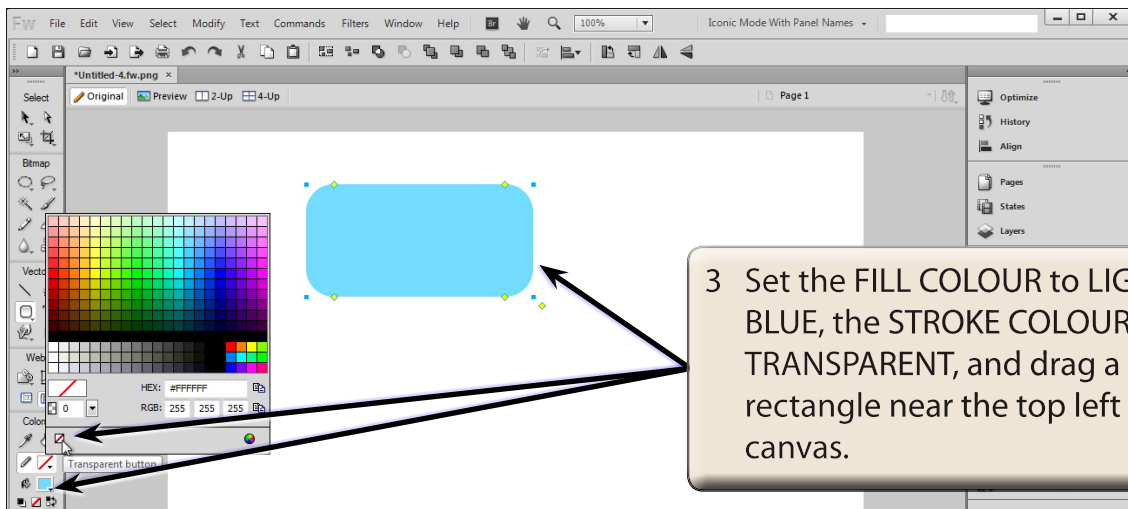 Fw File Edit View Select Modify Text Commands Filters Window Help Br 100% Iconic Mode With Panel Names
*Untitled-4.fw.png ×
Select Original Preview 2-Up 4-Up Page 1
Optimize
History
Align
Bitmap
Pages
States
Layers
Web
HEX: #FFFFFF
0 RGB: 255 255 255
Transparent button
3 Set the FILL COLOUR to LIG
BLUE, the STROKE COLOUR
TRANSPARENT, and drag a
rectangle near the top left
canvas.